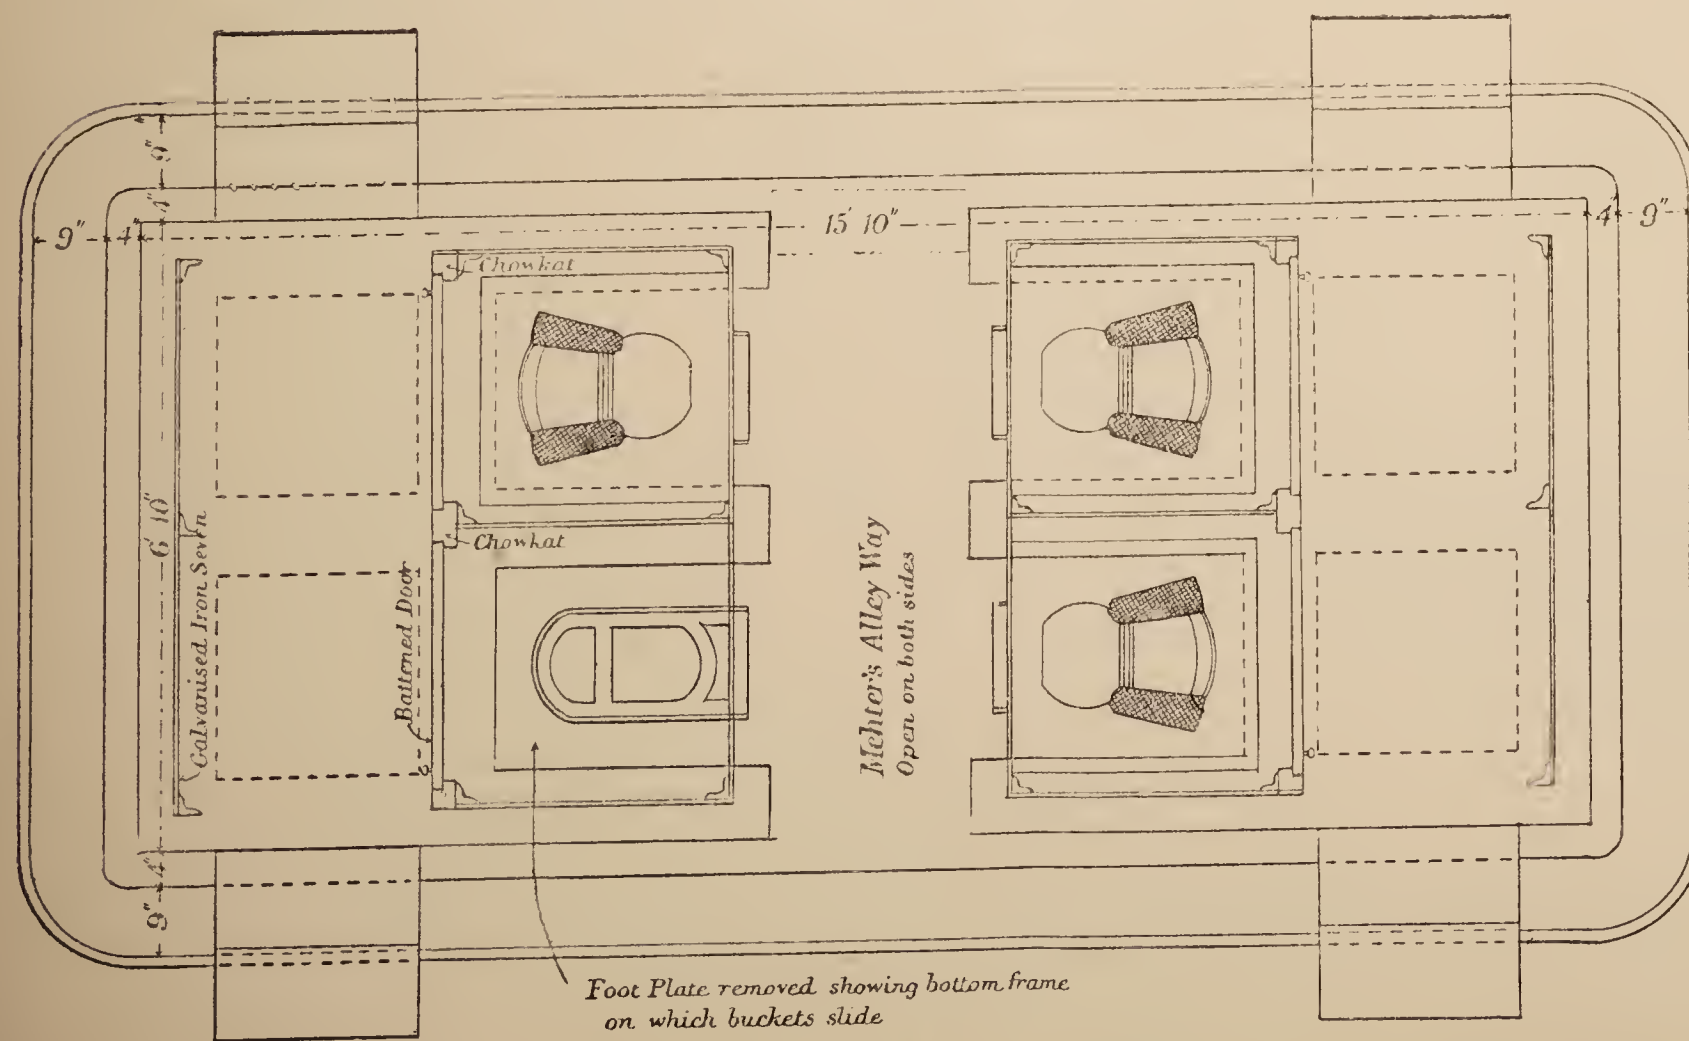 9"
4"
9"
4'
15' 10"
4'
9"
Chowkat
6' 10"
Galvanised Iron Seven
Battened Door
Chowkat
Mehter's Alley Way
Open on both sides
4"
9"
Foot Plate removed showing bottom frame
on which buckets slide